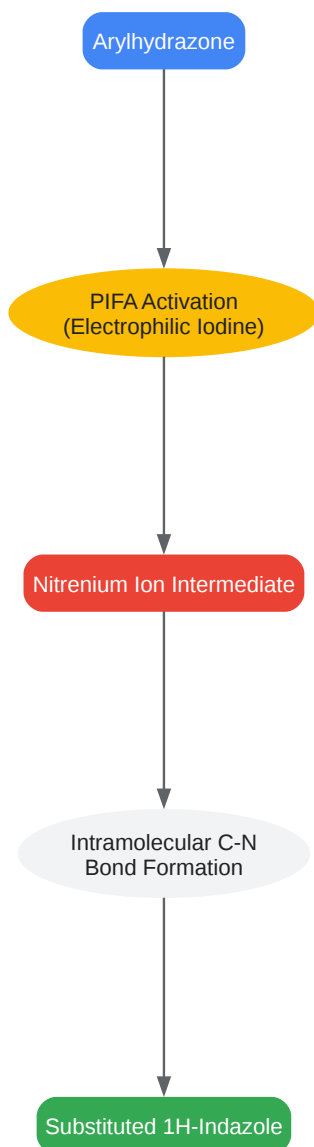 Arylhydrazone
PIFA Activation
(Electrophilic Iodine)
Nitrenium Ion Intermediate
Intramolecular C-N
Bond Formation
Substituted 1H-Indazole